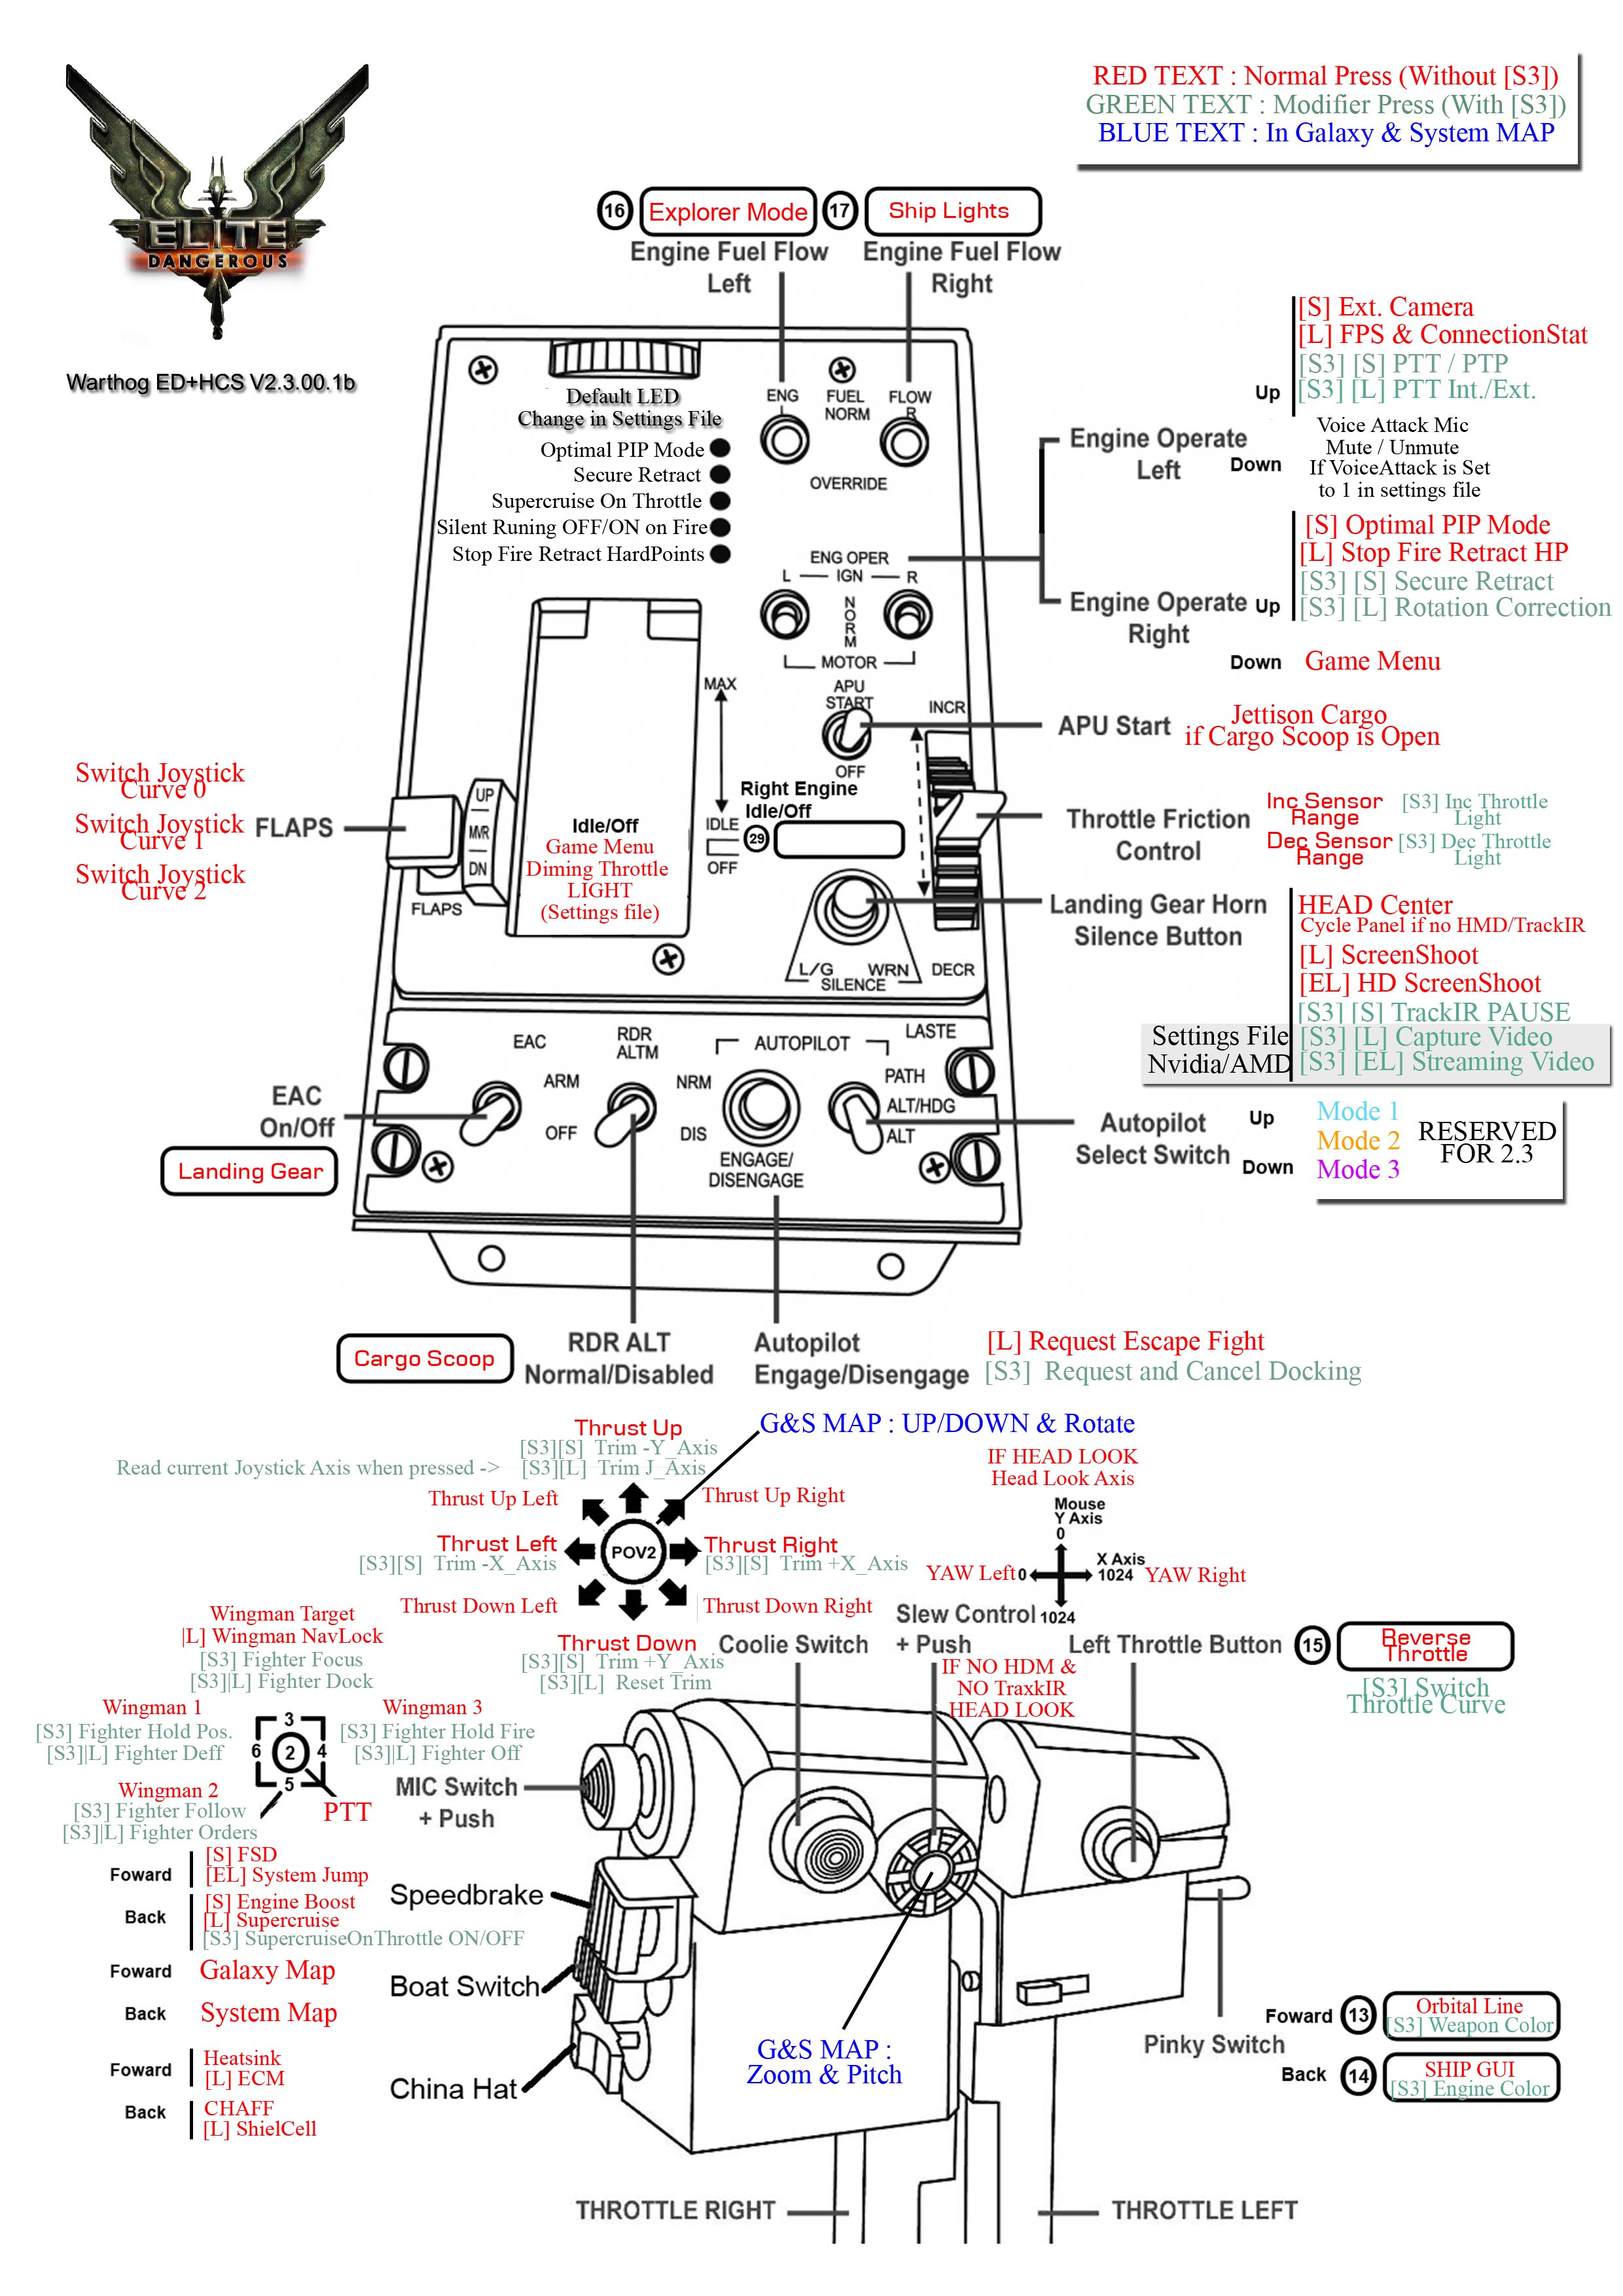 RED TEXT : Normal Press (Without [S3])
GREEN TEXT : Modifier Press (With [S3])
BLUE TEXT : In Galaxy & System MAP
ELITE
DANGEROUS
Warthog ED+HCS V2.3.00.1b
16 Explorer Mode
17 Ship Lights
Engine Fuel Flow
Left
Engine Fuel Flow
Right
Default LED
Change in Settings File
Optimal PIP Mode
Secure Retract
Supercruise On Throttle
Silent Runing OFF/ON on Fire
Stop Fire Retract HardPoints
ENG
L
FUEL
NORM
FLOW
R
OVERRIDE
ENG OPER
L IGN R
NORM
MOTOR
APU
START
OFF
INCR
MAX
IDLE
OFF
Right Engine
Idle/Off
29
Idle/Off
Game Menu
Diming Throttle
LIGHT
(Settings file)
UP
MVR
DN
FLAPS
L/G WRN
SILENCE
DECR
[S] Ext. Camera
[L] FPS & ConnectionStat
[S3] [S] PTT / PTP
Up [S3] [L] PTT Int./Ext.
Engine Operate
Left
Down
Voice Attack Mic
Mute / Unmute
If VoiceAttack is Set
to 1 in settings file
[S] Optimal PIP Mode
[L] Stop Fire Retract HP
[S3] [S] Secure Retract
Engine Operate
Right
Up [S3] [L] Rotation Correction
Down Game Menu
APU Start
Jettison Cargo
if Cargo Scoop is Open
Throttle Friction
Control
Inc Sensor
Range
[S3] Inc Throttle
Light
Dec Sensor
Range
[S3] Dec Throttle
Light
Landing Gear Horn
Silence Button
HEAD Center
Cycle Panel if no HMD/TrackIR
[L] ScreenShoot
[EL] HD ScreenShoot
[S3] [S] TrackIR PAUSE
Settings File [S3] [L] Capture Video
Nvidia/AMD [S3] [EL] Streaming Video
Switch Joystick
Curve 0
Switch Joystick
Curve 1
Switch Joystick
Curve 2
FLAPS
EAC
ARM
OFF
RDR
ALTM
NRM
DIS
AUTOPILOT
ENGAGE/
DISENGAGE
LASTE
PATH
ALT/HDG
ALT
EAC
On/Off
Landing Gear
Autopilot
Select Switch
Up
Down
Mode 1
Mode 2
Mode 3
RESERVED
FOR 2.3
Cargo Scoop
RDR ALT
Normal/Disabled
Autopilot
Engage/Disengage
[L] Request Escape Fight
[S3] Request and Cancel Docking
Thrust Up
[S3][S] Trim -Y_Axis
Read current Joystick Axis when pressed -> [S3][L] Trim J_Axis
G&S MAP : UP/DOWN & Rotate
Thrust Up Left
Thrust Up Right
Thrust Left
[S3][S] Trim -X_Axis
POV2
Thrust Right
[S3][S] Trim +X_Axis
Thrust Down Left
Thrust Down Right
Thrust Down
[S3][S] Trim +Y_Axis
[S3][L] Reset Trim
IF HEAD LOOK
Head Look Axis
Mouse
Y Axis
0
YAW Left 0
X Axis
1024 YAW Right
1024
Coolie Switch
Slew Control
+ Push
IF NO HDM &
NO TraxkIR
HEAD LOOK
Left Throttle Button
15 Reverse
Throttle
[S3] Switch
Throttle Curve
Wingman Target
|L] Wingman NavLock
[S3] Fighter Focus
[S3]|L] Fighter Dock
Wingman 1
[S3] Fighter Hold Pos.
[S3]|L] Fighter Deff
3
6 2 4
5
Wingman 3
[S3] Fighter Hold Fire
[S3]|L] Fighter Off
Wingman 2
[S3] Fighter Follow
[S3]|L] Fighter Orders
PTT
MIC Switch
+ Push
Foward
[S] FSD
[EL] System Jump
Back
[S] Engine Boost
[L] Supercruise
[S3] SupercruiseOnThrottle ON/OFF
Speedbrake
Foward Galaxy Map
Back System Map
Boat Switch
Foward
Heatsink
[L] ECM
Back
CHAFF
[L] ShielCell
China Hat
G&S MAP :
Zoom & Pitch
Pinky Switch
Foward 13
Orbital Line
[S3] Weapon Color
Back 14
SHIP GUI
[S3] Engine Color
THROTTLE RIGHT
THROTTLE LEFT